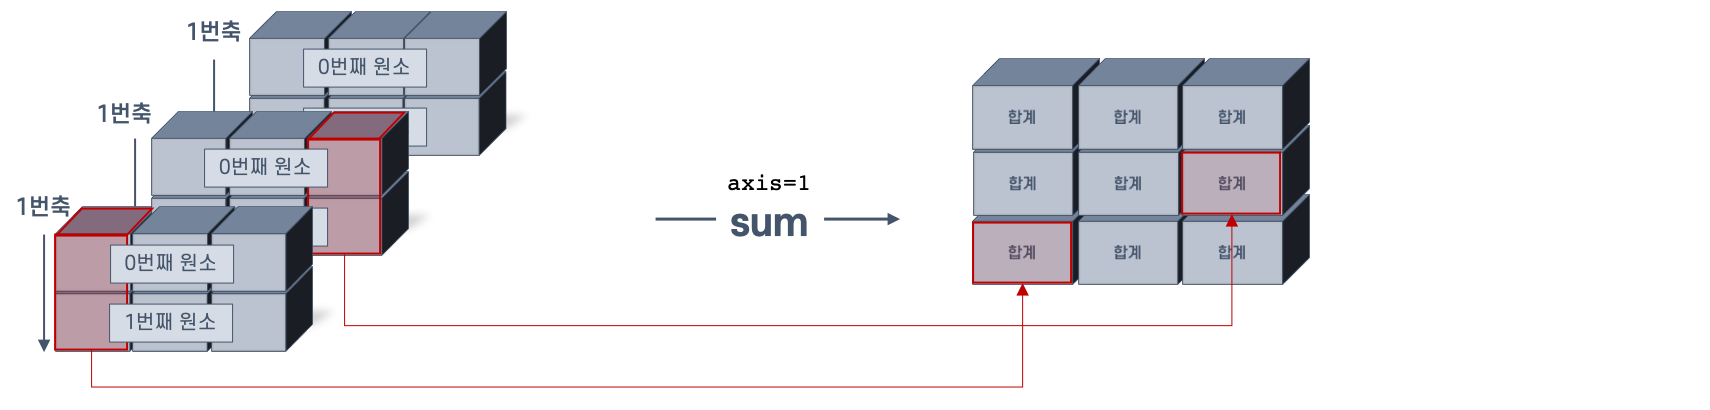 1번축
0번째 원소
1번축
0번째 원소
1번축
0번째 원소
1번째 원소
axis=1
sum
합계 합계 합계
합계 합계 합계
합계 합계 합계